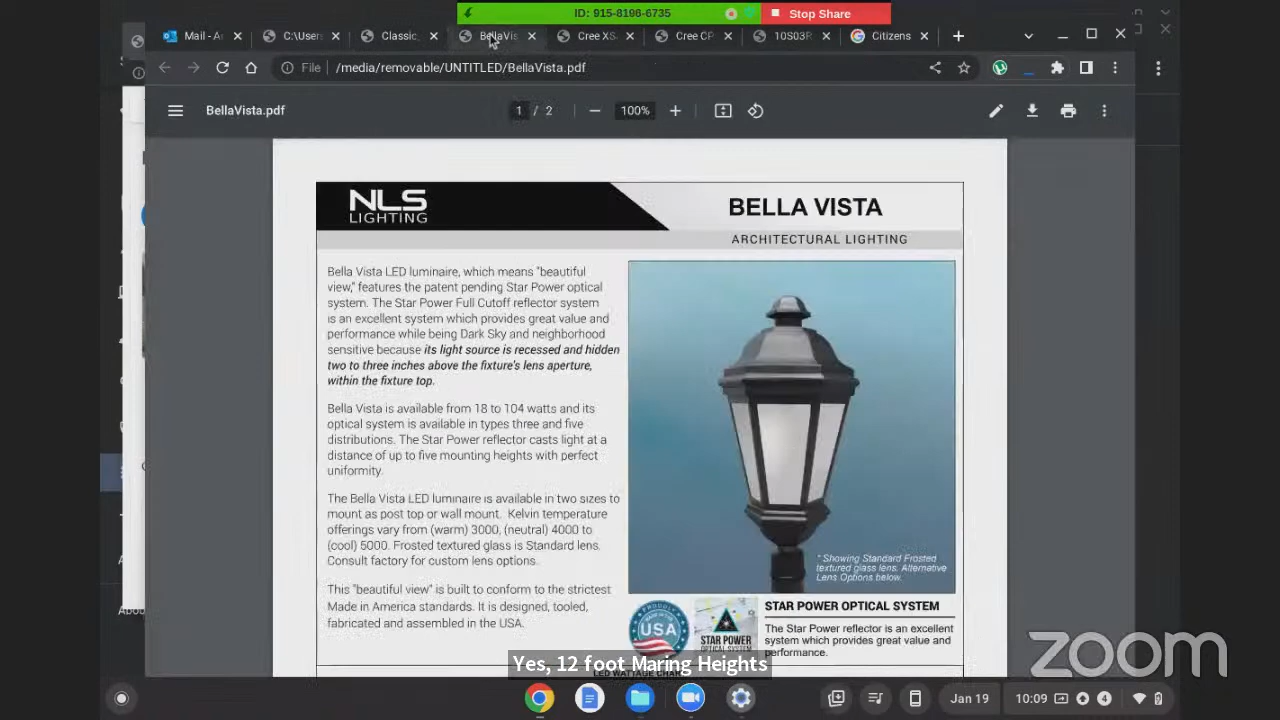 ID: 915-8196-6735
Stop Share
Mail - A
C:\Users
Classic_
BellaVis
Cree XS
Cree CP
10S03R
Citizens
File
/media/removable/UNTITLED/BellaVista.pdf
BellaVista.pdf
1 / 2
100%
NLS
LIGHTING
BELLA VISTA
ARCHITECTURAL LIGHTING
Bella Vista LED luminaire, which means "beautiful
view," features the patent pending Star Power optical
system. The Star Power Full Cutoff reflector system
is an excellent system which provides great value and
performance while being Dark Sky and neighborhood
sensitive because its light source is recessed and hidden
two to three inches above the fixture's lens aperture,
within the fixture top.
Bella Vista is available from 18 to 104 watts and its
optical system is available in types three and five
distributions. The Star Power reflector casts light at a
distance of up to five mounting heights with perfect
uniformity.
The Bella Vista LED luminaire is available in two sizes to
mount as post top or wall mount. Kelvin temperature
offerings vary from (warm) 3000, (neutral) 4000 to
(cool) 5000. Frosted textured glass is Standard lens.
Consult factory for custom lens options.
This "beautiful view" is built to conform to the strictest
Made in America standards. It is designed, tooled,
fabricated and assembled in the USA.
* Showing Standard Frosted
textured glass lens. Alternative
Lens Options below.
PROUDLY
USA
STAR POWER
OPTICAL SYSTEM
STAR POWER OPTICAL SYSTEM
The Star Power reflector is an excellent
system which provides great value and
performance.
Yes, 12 foot Maring Heights
LED WATTAGE CHART
zoom
Jan 19
10:09
4